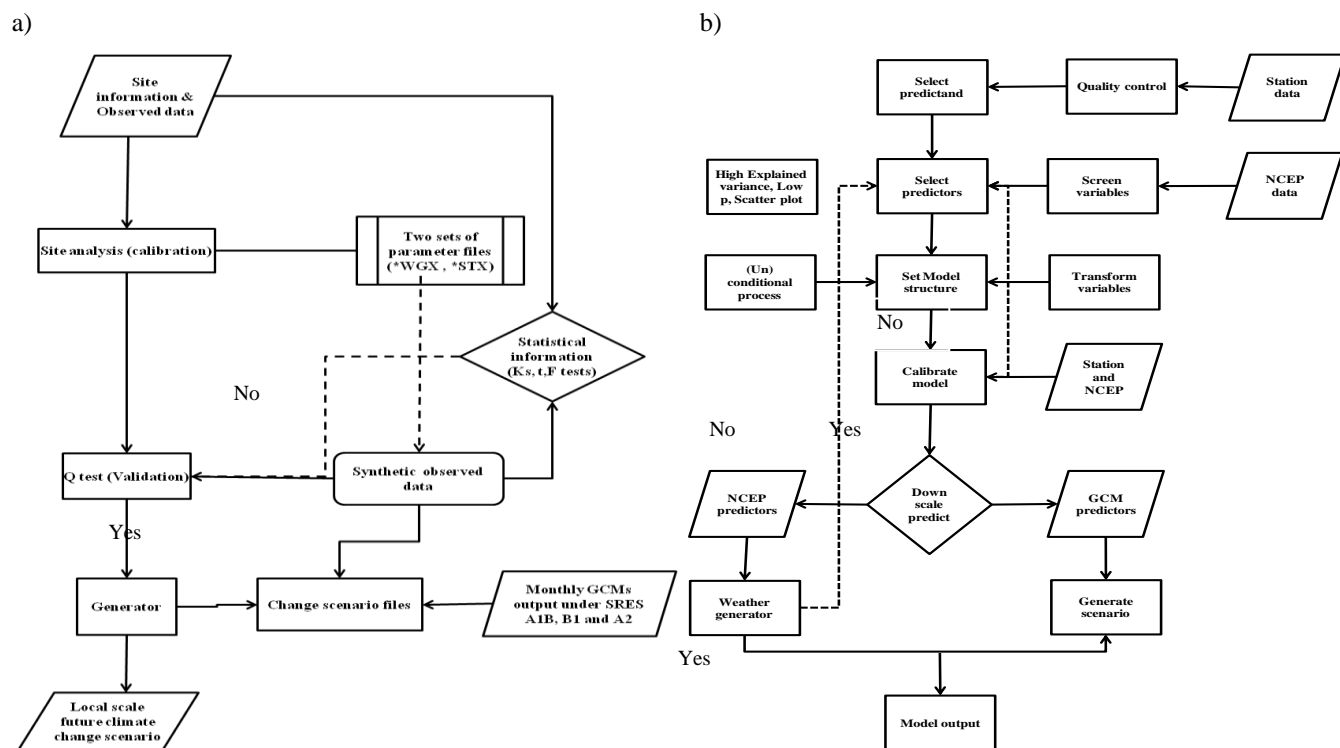 a)
Site
information &
Observed data
Site analysis (calibration)
Two sets of
parameter files
(*WGX , *STX)
Statistical
information
(Ks, t,F tests)
No
Q test (Validation)
Synthetic observed
data
Yes
Generator
Change scenario files
Monthly GCMs
output under SRES
A1B, B1 and A2
Local scale
future climate
change scenario
b)
Select
predictand
Quality control
Station
data
High Explained
variance, Low
p, Scatter plot
Select
predictors
Screen
variables
NCEP
data
(Un)
conditional
process
Set Model
structure
Transform
variables
No
Calibrate
model
Station
and
NCEP
No
Yes
NCEP
predictors
Down
scale
predict
GCM
predictors
Weather
generator
Generate
scenario
Yes
Model output